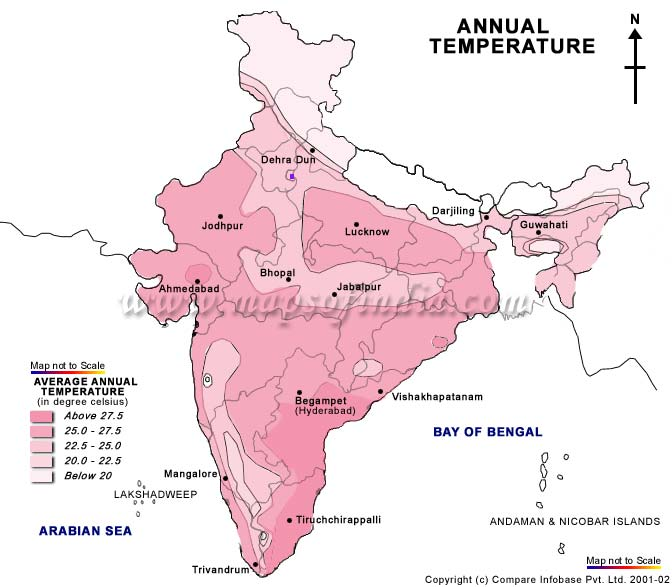 ANNUAL
TEMPERATURE
N
Dehra Dun
Darjiling
Guwahati
Jodhpur
Lucknow
Bhopal
Jabalpur
Ahmedabad
www.mapsofindia.com
Map not to Scale
AVERAGE ANNUAL
TEMPERATURE
(in degree celsius)
Above 27.5
25.0 - 27.5
22.5 - 25.0
20.0 - 22.5
Below 20
Begampet
(Hyderabad)
Vishakhapatanam
BAY OF BENGAL
Mangalore
LAKSHADWEEP
Tiruchchirappalli
ANDAMAN & NICOBAR ISLANDS
ARABIAN SEA
Trivandrum
Map not to Scale
Copyright (c) Compare Infobase Pvt. Ltd. 2001-02